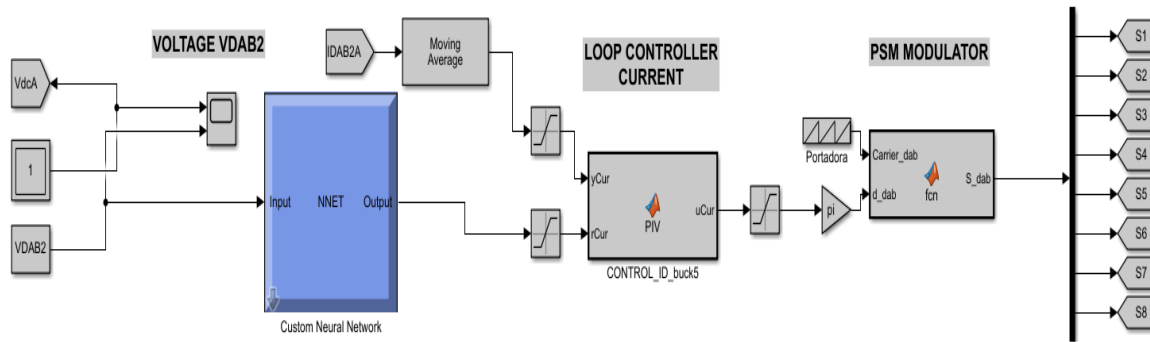 VOLTAGE VDAB2
IDAB2A
Moving
Average
LOOP CONTROLLER
CURRENT
PSM MODULATOR
VdcA
1
VDAB2
Input
NNET
Output
Custom Neural Network
yCur
rCur
PIV
uCur
CONTROL_ID_buck5
Portadora
pi
Carrier_dab
d_dab
fcn
S_dab
S1
S2
S3
S4
S5
S6
S7
S8